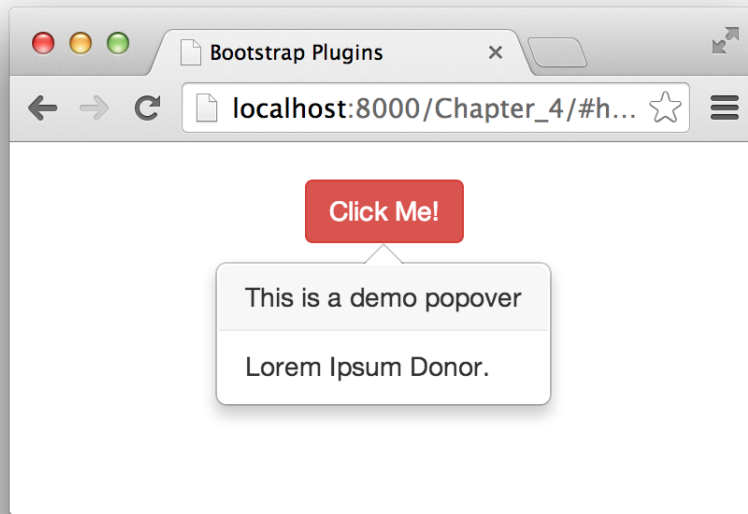 Bootstrap Plugins
localhost:8000/Chapter_4/#h...
Click Me!
This is a demo popover
Lorem Ipsum Donor.